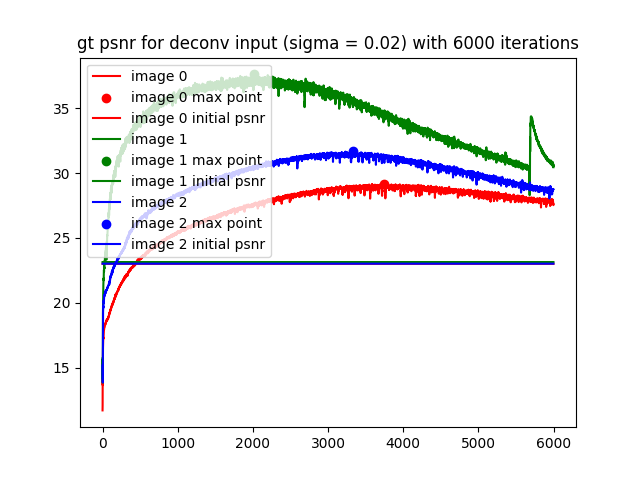 gt psnr for deconv input (sigma = 0.02) with 6000 iterations
image 0
image 0 max point
image 0 initial psnr
image 1
image 1 max point
image 1 initial psnr
image 2
image 2 max point
image 2 initial psnr
35
30
25
20
15
0 1000 2000 3000 4000 5000 6000